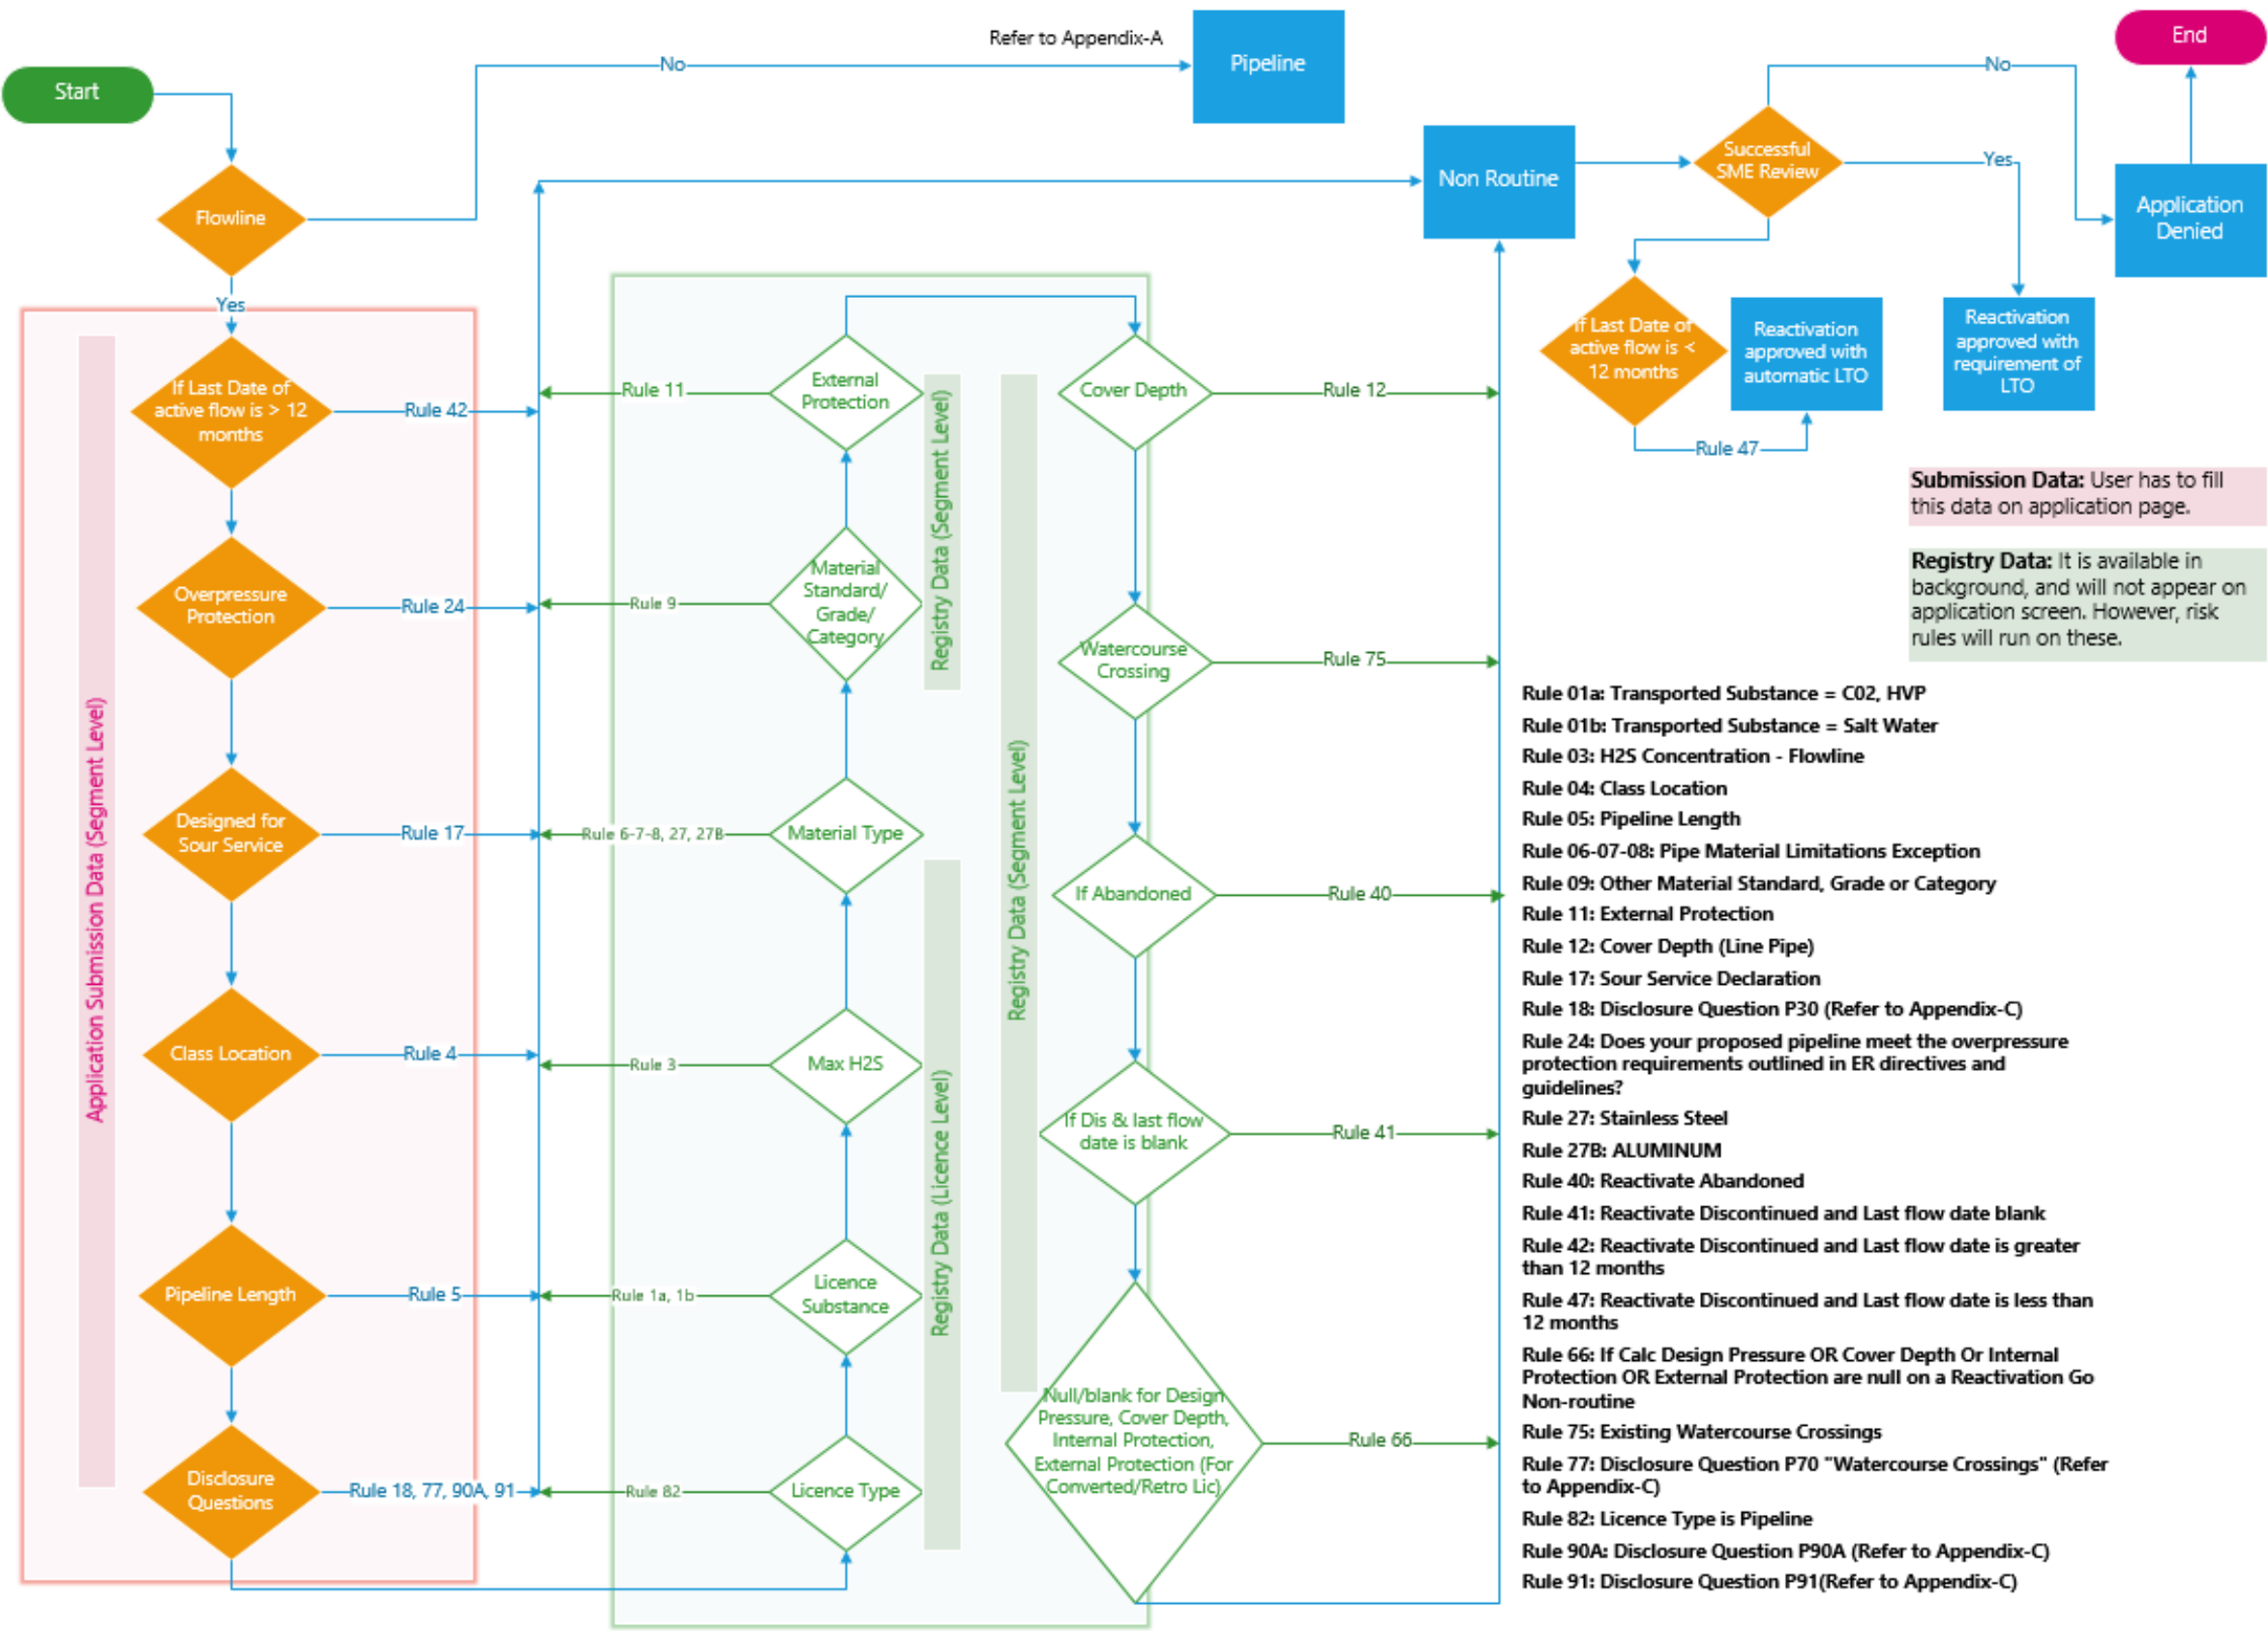 Start
Refer to Appendix-A
No
Pipeline
End
No
Flowline
Non Routine
Successful
SME Review
Yes
Application
Denied
Yes
If Last Date of
active flow is > 12
months
Rule 42
Rule 11
External
Protection
Cover Depth
Rule 12
If Last Date of
active flow is <
12 months
Reactivation
approved with
automatic LTO
Reactivation
approved with
requirement of
LTO
Rule 47
Submission Data: User has to fill
this data on application page.
Overpressure
Protection
Rule 24
Rule 9
Material
Standard/
Grade/
Category
Registry Data (Segment Level)
Watercourse
Crossing
Rule 75
Registry Data: It is available in
background, and will not appear on
application screen. However, risk
rules will run on these.
Application Submission Data (Segment Level)
Designed for
Sour Service
Rule 17
Rule 6-7-8, 27, 27B
Material Type
Registry Data (Segment Level)
If Abandoned
Rule 40
Class Location
Rule 4
Rule 3
Max H2S
Registry Data (Licence Level)
If Dis & last flow
date is blank
Rule 41
Pipeline Length
Rule 5
Rule 1a, 1b
Licence
Substance
Disclosure
Questions
Rule 18, 77, 90A, 91
Rule 82
Licence Type
Null/blank for Design
Pressure, Cover Depth,
Internal Protection,
External Protection (For
Converted/Retro Lic)
Rule 66
Rule 01a: Transported Substance = C02, HVP
Rule 01b: Transported Substance = Salt Water
Rule 03: H2S Concentration - Flowline
Rule 04: Class Location
Rule 05: Pipeline Length
Rule 06-07-08: Pipe Material Limitations Exception
Rule 09: Other Material Standard, Grade or Category
Rule 11: External Protection
Rule 12: Cover Depth (Line Pipe)
Rule 17: Sour Service Declaration
Rule 18: Disclosure Question P30 (Refer to Appendix-C)
Rule 24: Does your proposed pipeline meet the overpressure
protection requirements outlined in ER directives and
guidelines?
Rule 27: Stainless Steel
Rule 27B: ALUMINUM
Rule 40: Reactivate Abandoned
Rule 41: Reactivate Discontinued and Last flow date blank
Rule 42: Reactivate Discontinued and Last flow date is greater
than 12 months
Rule 47: Reactivate Discontinued and Last flow date is less than
12 months
Rule 66: If Calc Design Pressure OR Cover Depth Or Internal
Protection OR External Protection are null on a Reactivation Go
Non-routine
Rule 75: Existing Watercourse Crossings
Rule 77: Disclosure Question P70 "Watercourse Crossings" (Refer
to Appendix-C)
Rule 82: Licence Type is Pipeline
Rule 90A: Disclosure Question P90A (Refer to Appendix-C)
Rule 91: Disclosure Question P91(Refer to Appendix-C)